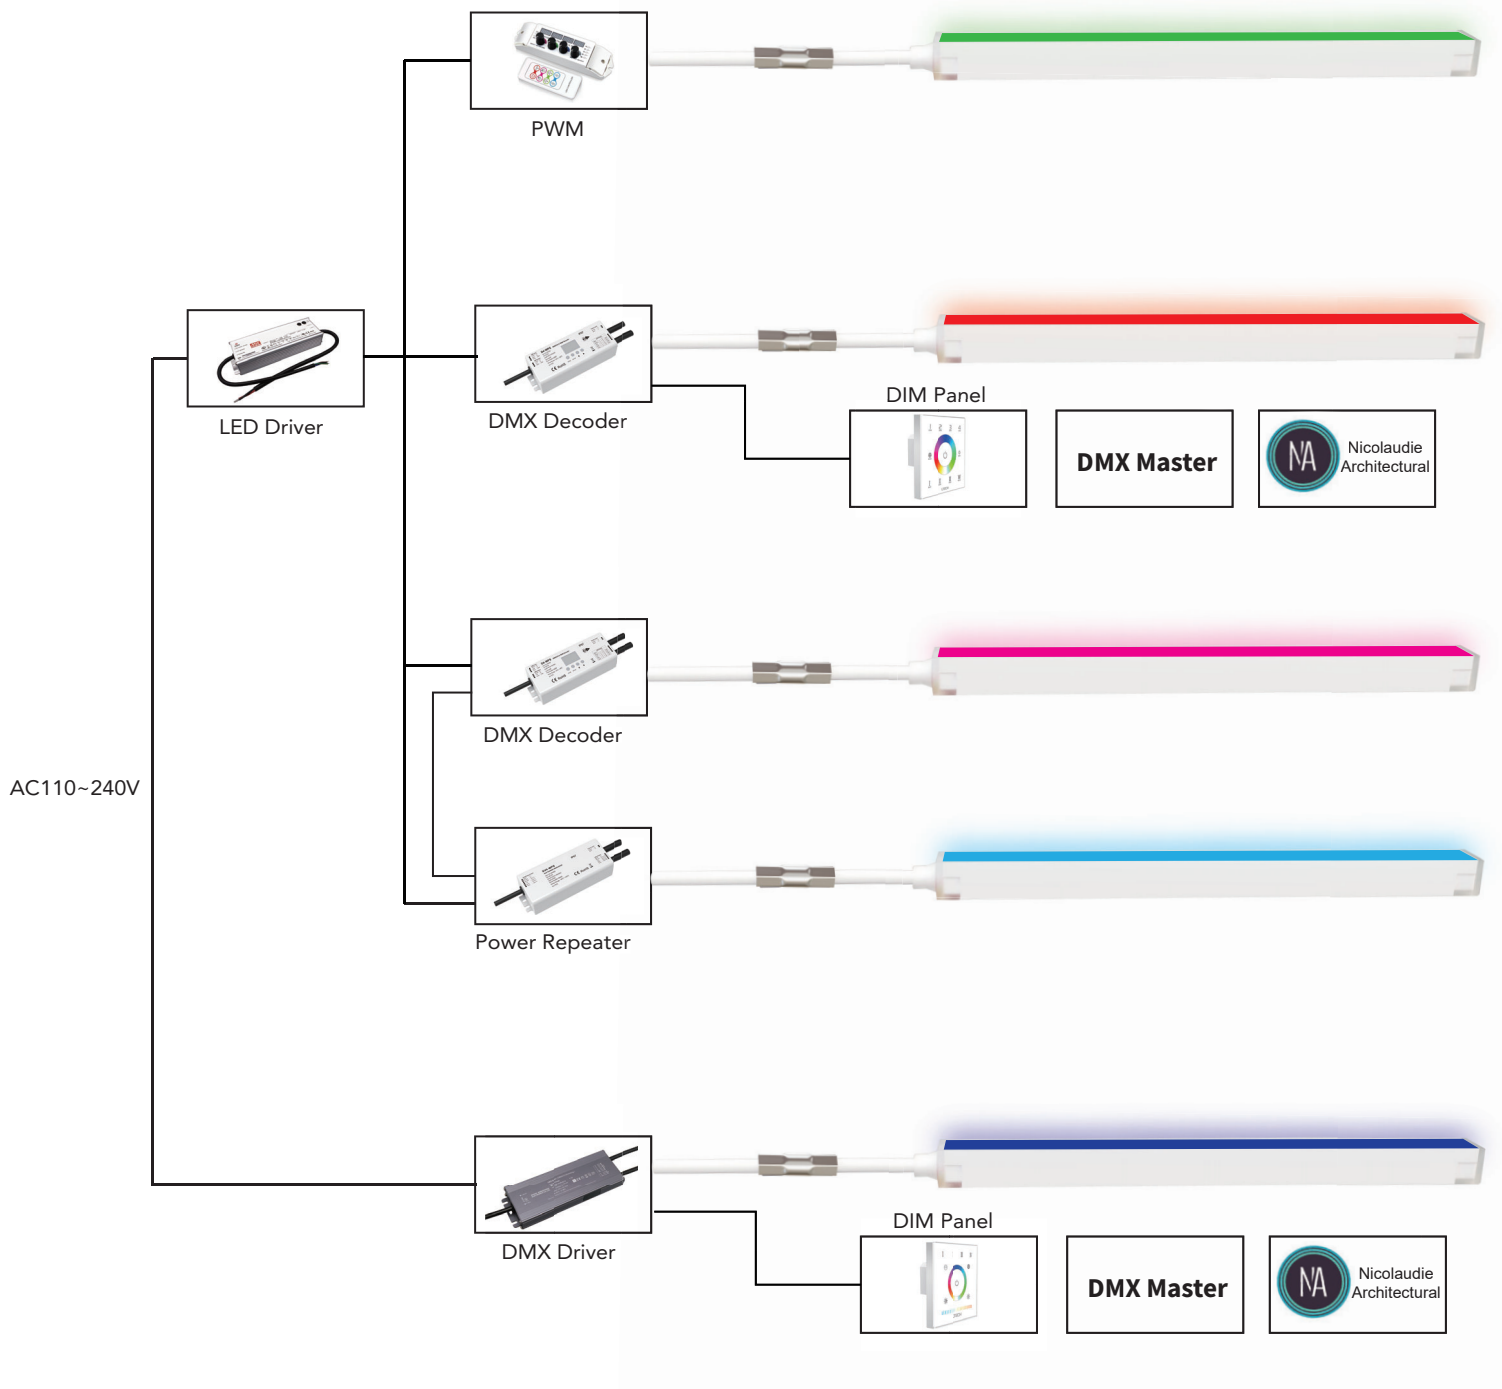 PWM
LED Driver
DMX Decoder
DIM Panel
DMX Master
NA
Nicolaudie
Architectural
DMX Decoder
AC110~240V
Power Repeater
DMX Driver
DIM Panel
DMX Master
NA
Nicolaudie
Architectural